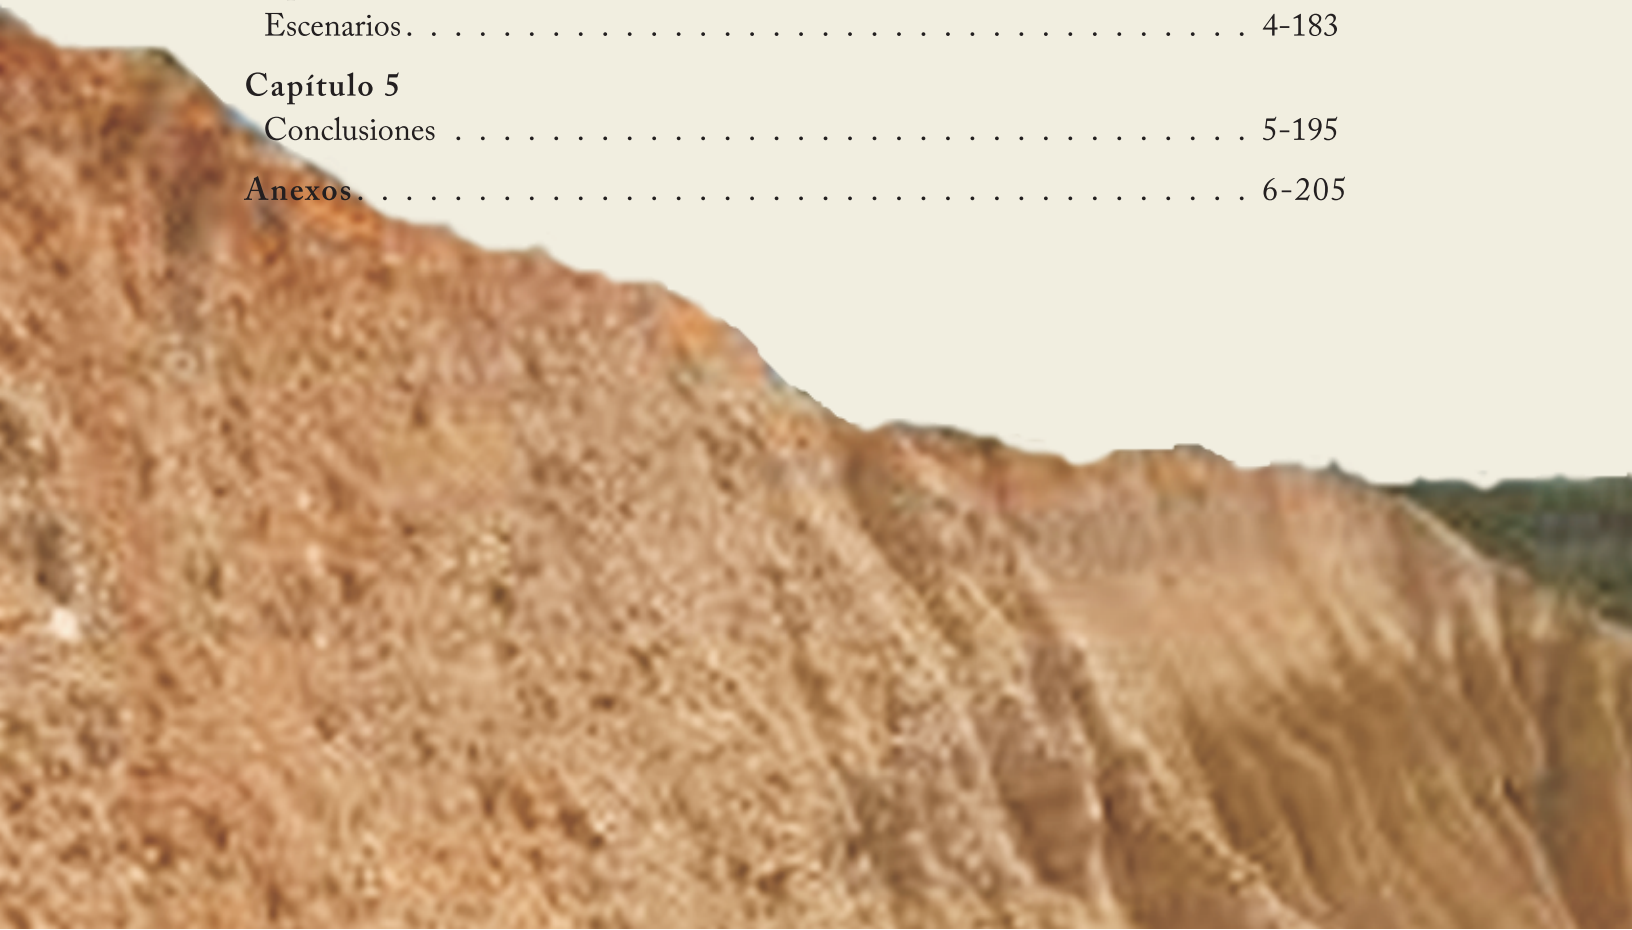 Escenarios. . . . . . . . . . . . . . . . . . . . . . . . . . . . . . . . . . . 4-183
Capítulo 5
Conclusiones . . . . . . . . . . . . . . . . . . . . . . . . . . . . . . . . . 5-195
Anexos. . . . . . . . . . . . . . . . . . . . . . . . . . . . . . . . . . . . . 6-205